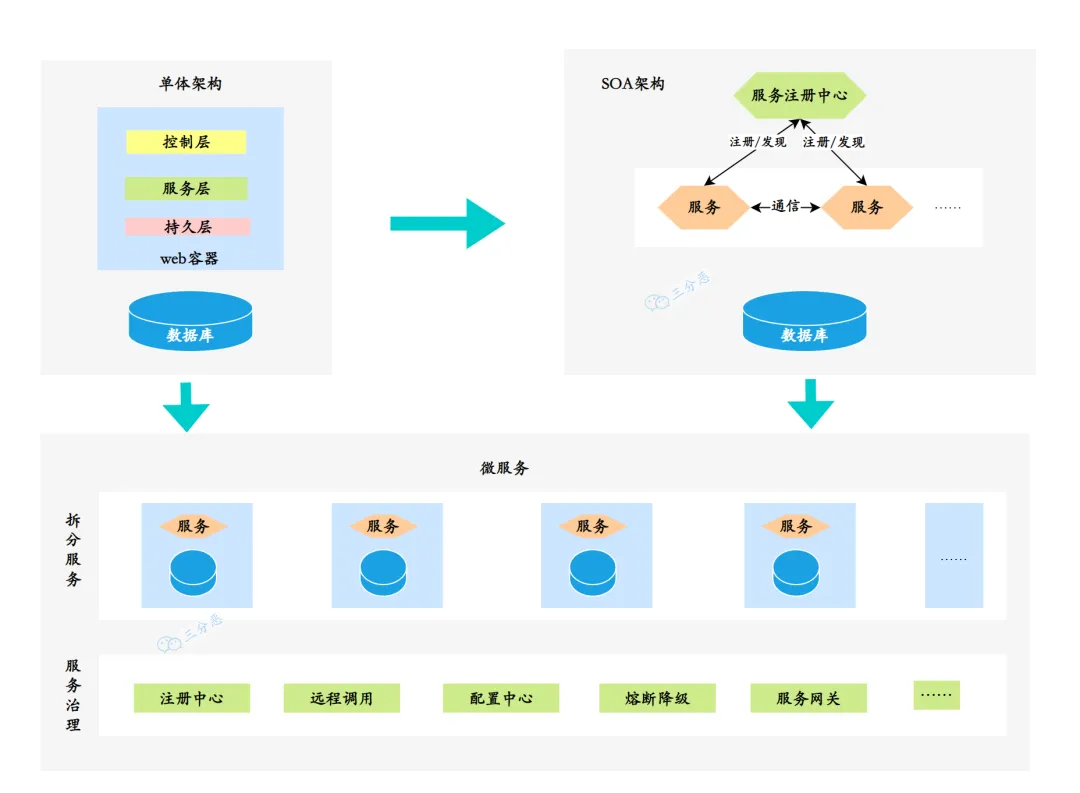 单体架构
控制层
服务层
持久层
web容器
数据库
SOA架构
服务注册中心
注册/发现
注册/发现
服务
通信
服务
......
三分恶
数据库
微服务
拆分服务
服务
服务
服务
服务
......
三分恶
服务治理
注册中心
远程调用
配置中心
熔断降级
服务网关
......